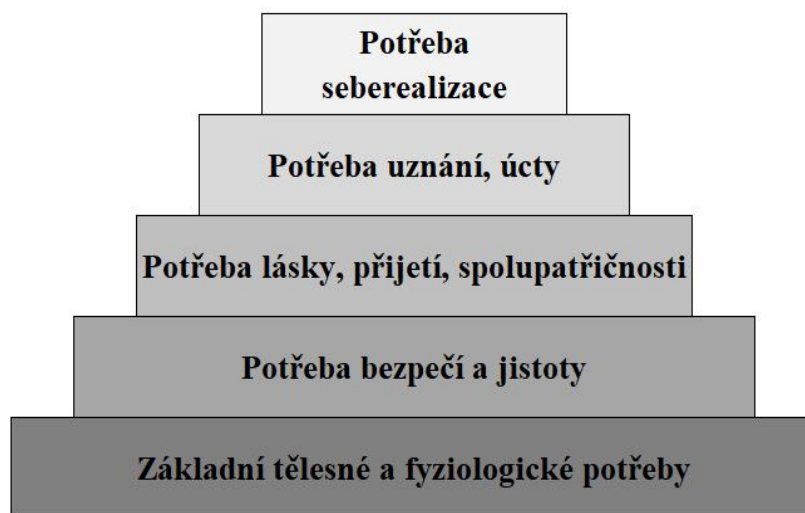 Potřeba
seberealizace
Potřeba uznání, úcty
Potřeba lásky, přijetí, spolupatřičnosti
Potřeba bezpečí a jistoty
Základní tělesné a fyziologické potřeby